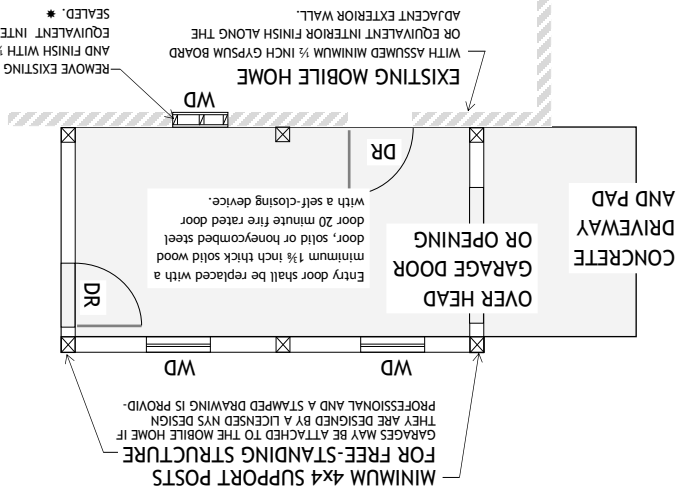 MINIMUM 4x4 SUPPORT POSTS
FOR FREE-STANDING STRUCTURE
GARAGES MAY BE ATTACHED TO THE MOBILE HOME IF
THEY ARE DESIGNED BY A LICENSED NYS DESIGN
PROFESSIONAL AND A STAMPED DRAWING IS PROVID-
WD
WD
DR
OVER HEAD
GARAGE DOOR
OR OPENING
CONCRETE
DRIVEWAY
AND PAD
Entry door shall be replaced with a
minimum 1⅜ inch thick solid wood
door, solid or honeycombed steel
door 20 minute fire rated door
with a self-closing device.
DR
WD
EXISTING MOBILE HOME
WITH ASSUMED MINIMUM ½ INCH GYPSUM BOARD
OR EQUIVALENT INTERIOR FINISH ALONG THE
ADJACENT EXTERIOR WALL.
REMOVE EXISTING
AND FINISH WITH
EQUIVALENT INTE
SEALED. *